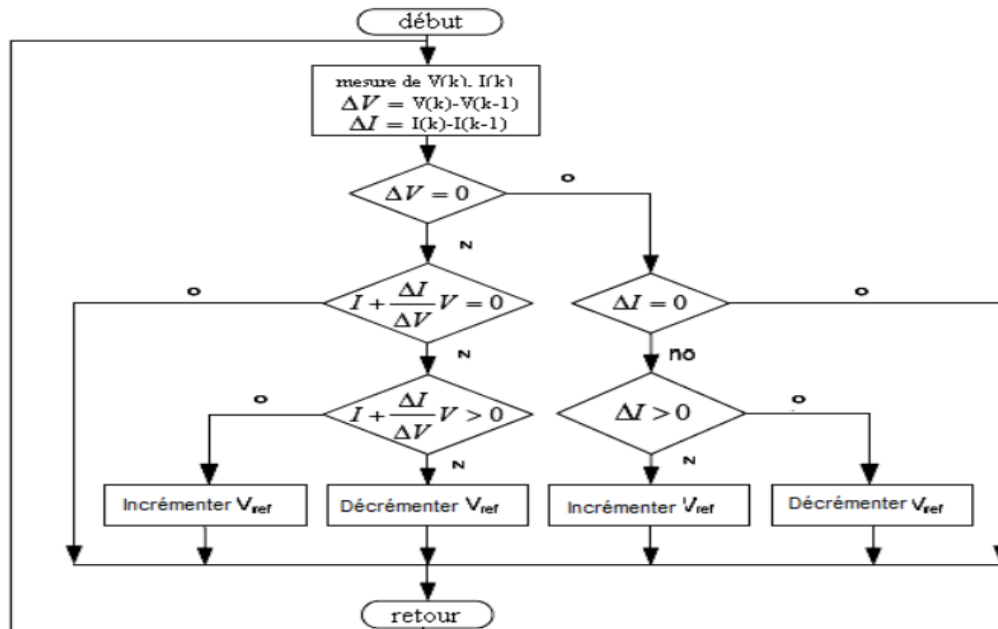 début
mesure de V(k), I(k)
ΔV = V(k)-V(k-1)
ΔI = I(k)-I(k-1)
ΔV = 0
o
N
o
I + ΔI/ΔV V = 0
ΔI = 0
o
N
no
o
I + ΔI/ΔV V > 0
ΔI > 0
o
N
N
Incrémenter Vref
Décrémenter Vref
Incrémenter Vref
Décrémenter Vref
retour